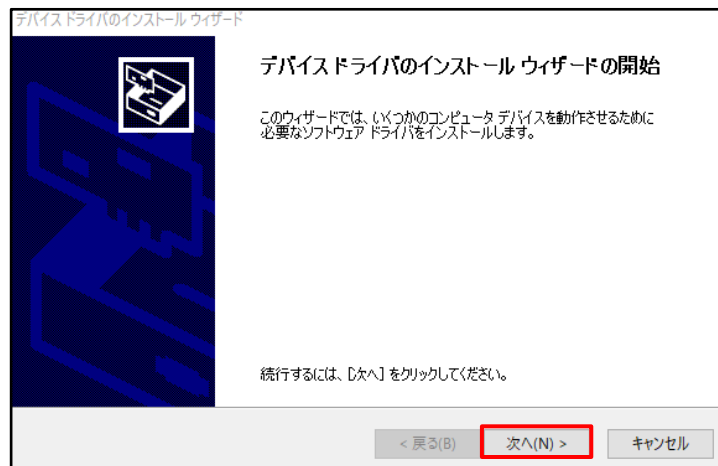 デバイス ドライバのインストール ウィザード
デバイス ドライバのインストール ウィザードの開始
このウィザードでは、いくつかのコンピュータ デバイスを動作させるために
必要なソフトウェア ドライバをインストールします。
続行するには、[次へ] をクリックしてください。
< 戻る(B)
次へ(N) >
キャンセル